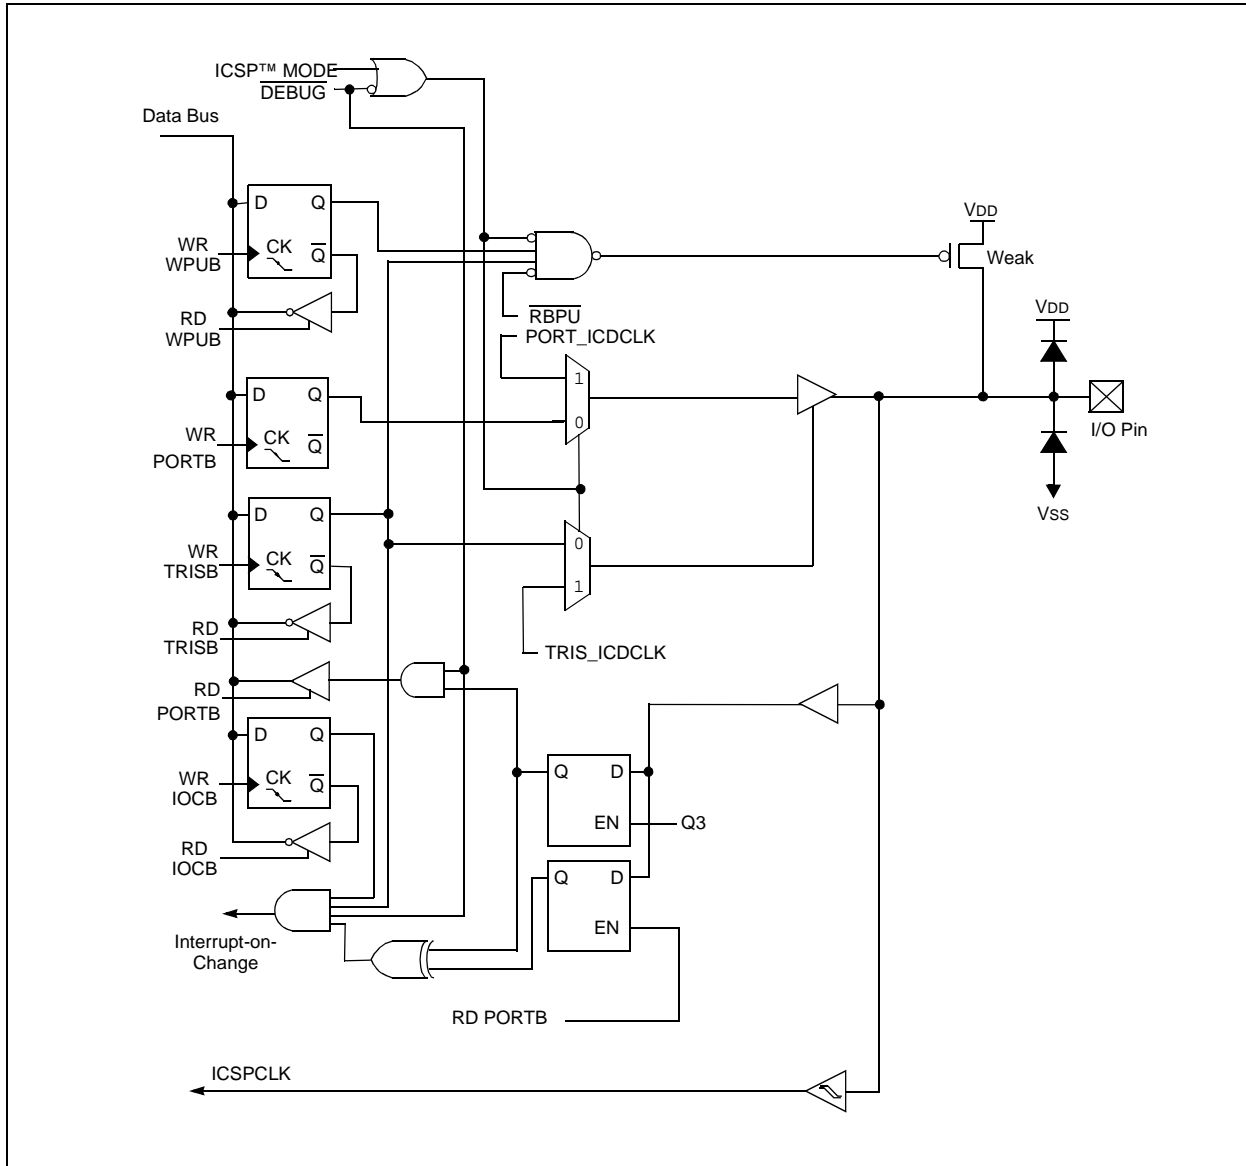 ICSP™ MODE
DEBUG
Data Bus
D Q
WR
WPUB
CK Q
RD
WPUB
VDD
Weak
RBPU
PORT_ICDCLK
VDD
1
0
D Q
WR
PORTB
CK Q
I/O Pin
VSS
D Q
WR
TRISB
CK Q
0
1
RD
TRISB
TRIS_ICDCLK
RD
PORTB
D Q
WR
IOCB
CK Q
Q D
EN
Q3
RD
IOCB
Q D
EN
Interrupt-on-
Change
RD PORTB
ICSPCLK